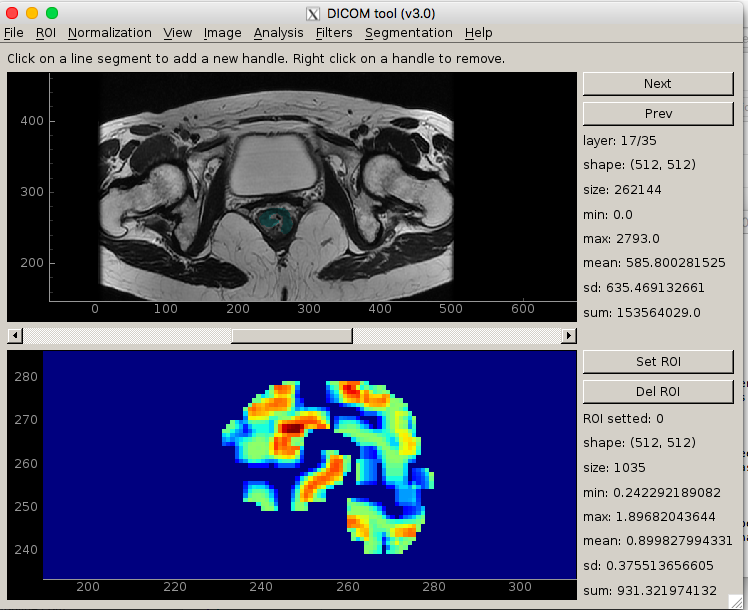 DICOM tool (v3.0)
File ROI Normalization View Image Analysis Filters Segmentation Help
Click on a line segment to add a new handle. Right click on a handle to remove.
400
300
200
0 100 200 300 400 500 600
Next
Prev
layer: 17/35
shape: (512, 512)
size: 262144
min: 0.0
max: 2793.0
mean: 585.800281525
sd: 635.469132661
sum: 153564029.0
280
270
260
250
240
200 220 240 260 280 300
Set ROI
Del ROI
ROI setted: 0
shape: (512, 512)
size: 1035
min: 0.242292189082
max: 1.89682043644
mean: 0.899827994331
sd: 0.375513656605
sum: 931.321974132